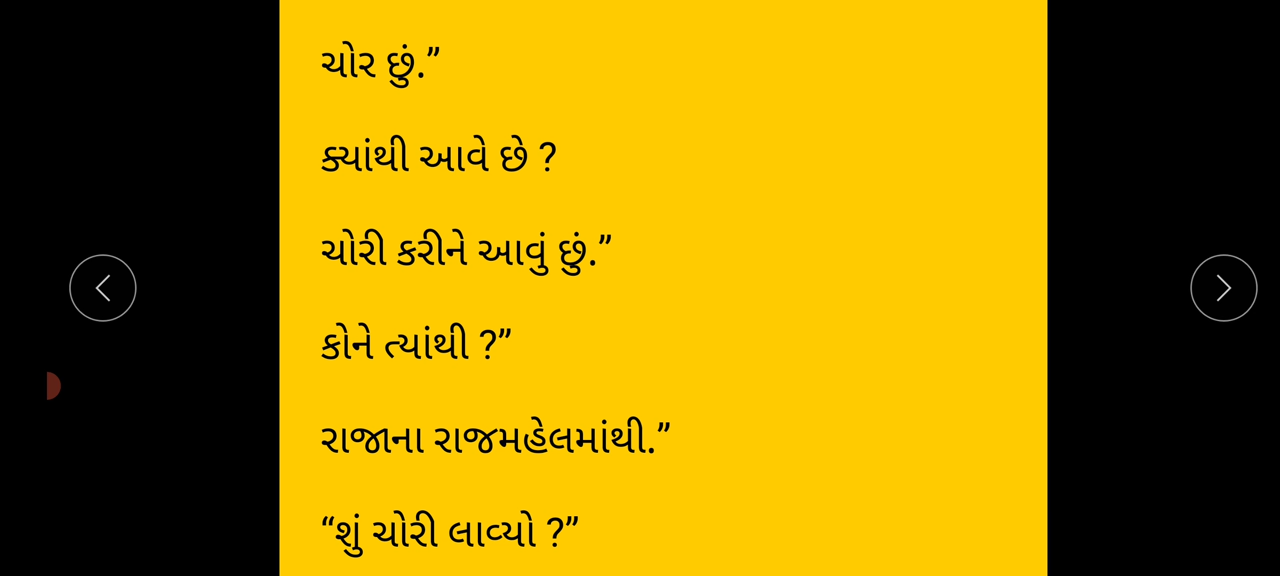 ચોર છું.”
ક્યાંથી આવે છે ?
ચોરી કરીને આવું છું.”
કોને ત્યાંથી ?”
રાજાના રાજમહેલમાંથી.”
“શું ચોરી લાવ્યો ?”